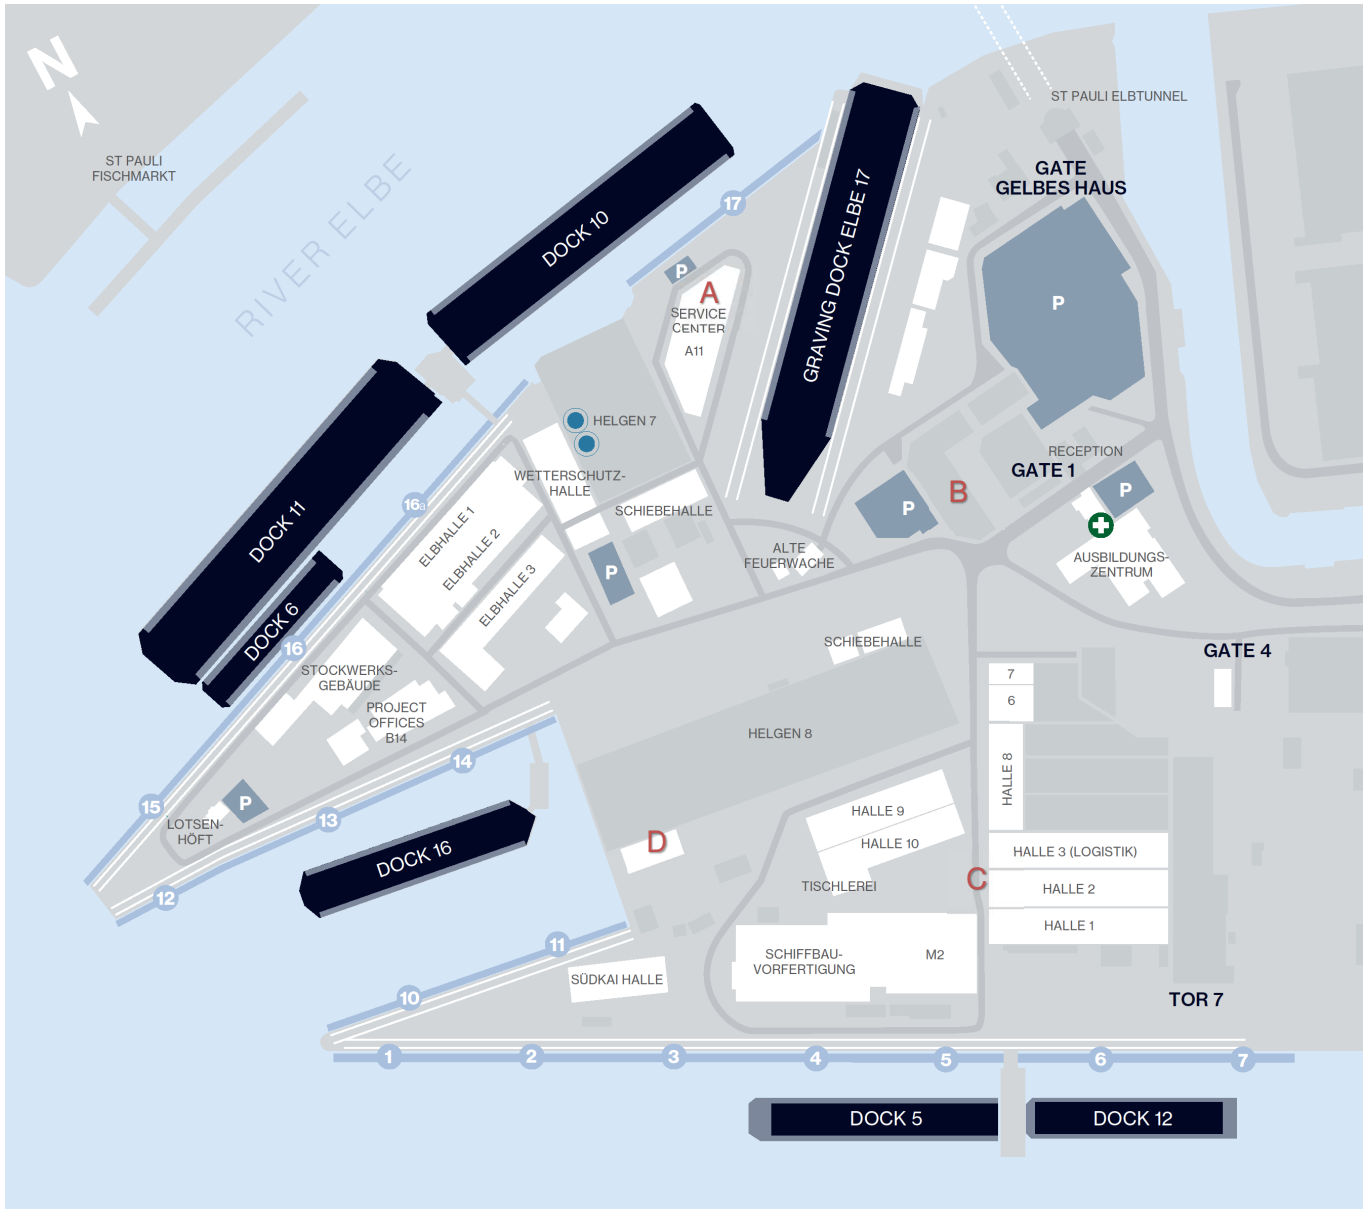 N
ST PAULI
FISCHMARKT
RIVER ELBE
ST PAULI ELBTUNNEL
GATE
GELBES HAUS
DOCK 10
17
GRAVING DOCK ELBE 17
P
A
SERVICE
CENTER
A11
P
HELGEN 7
WETTERSCHUTZ-
HALLE
SCHIEBEHALLE
RECEPTION
GATE 1
B
P
P
DOCK 11
16a
ELBHALLE 1
ELBHALLE 2
ELBHALLE 3
P
ALTE
FEUERWACHE
AUSBILDUNGS-
ZENTRUM
DOCK 6
16
STOCKWERKS-
GEBÄUDE
PROJECT
OFFICES
B14
SCHIEBEHALLE
GATE 4
7
6
HELGEN 8
14
15
P
13
LOTSEN-
HÖFT
12
DOCK 16
D
HALLE 9
HALLE 10
TISCHLEREI
HALLE 8
HALLE 3 (LOGISTIK)
C
HALLE 2
HALLE 1
11
10
SÜDKAI HALLE
SCHIFFBAU-
VORFERTIGUNG
M2
TOR 7
1
2
3
4
5
6
7
DOCK 5
DOCK 12